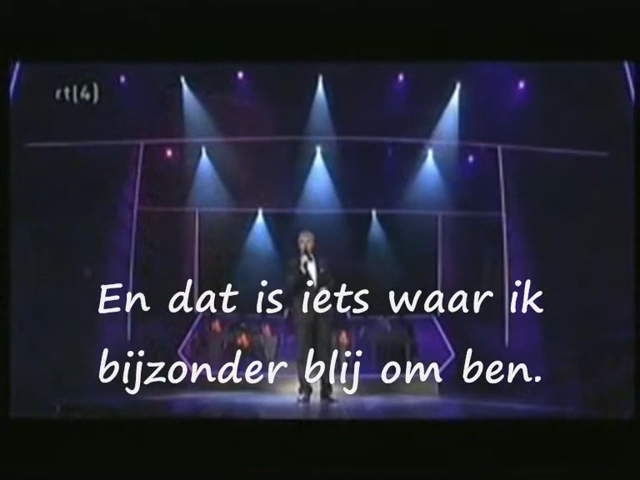 rtl4
En dat is iets waar ik
bijzonder blij om ben.